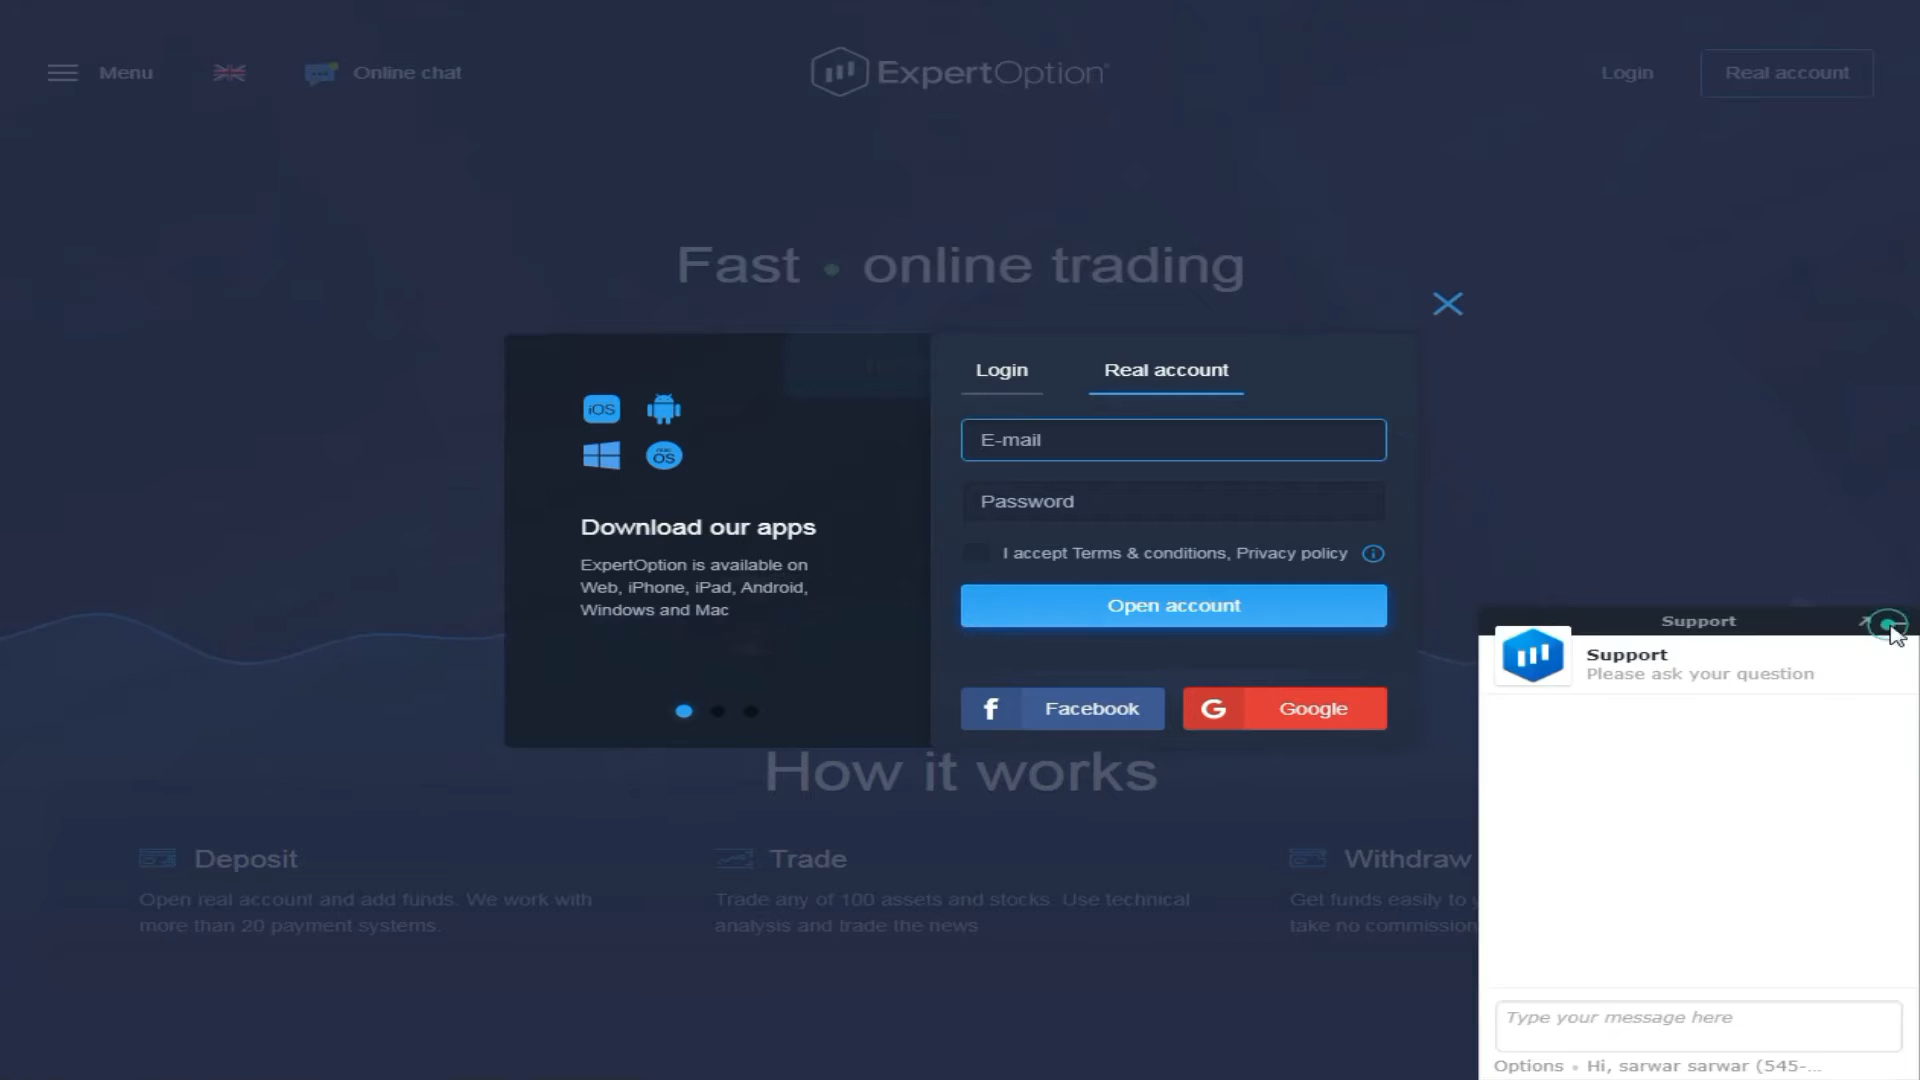 Menu
Online chat
ExpertOption
Login
Real account
Fast • online trading
Login
Real account
iOS
OS
E-mail
Password
Download our apps
ExpertOption is available on
Web, iPhone, iPad, Android,
Windows and Mac
I accept Terms & conditions, Privacy policy
Open account
f Facebook
G Google
Support
Support
Please ask your question
Type your message here
Options • Hi, sarwar sarwar (545-...
How it works
Deposit
Open real account and add funds. We work with
more than 20 payment systems.
Trade
Trade any of 100 assets and stocks. Use technical
analysis and trade the news
Withdraw
Get funds easily to
take no commission